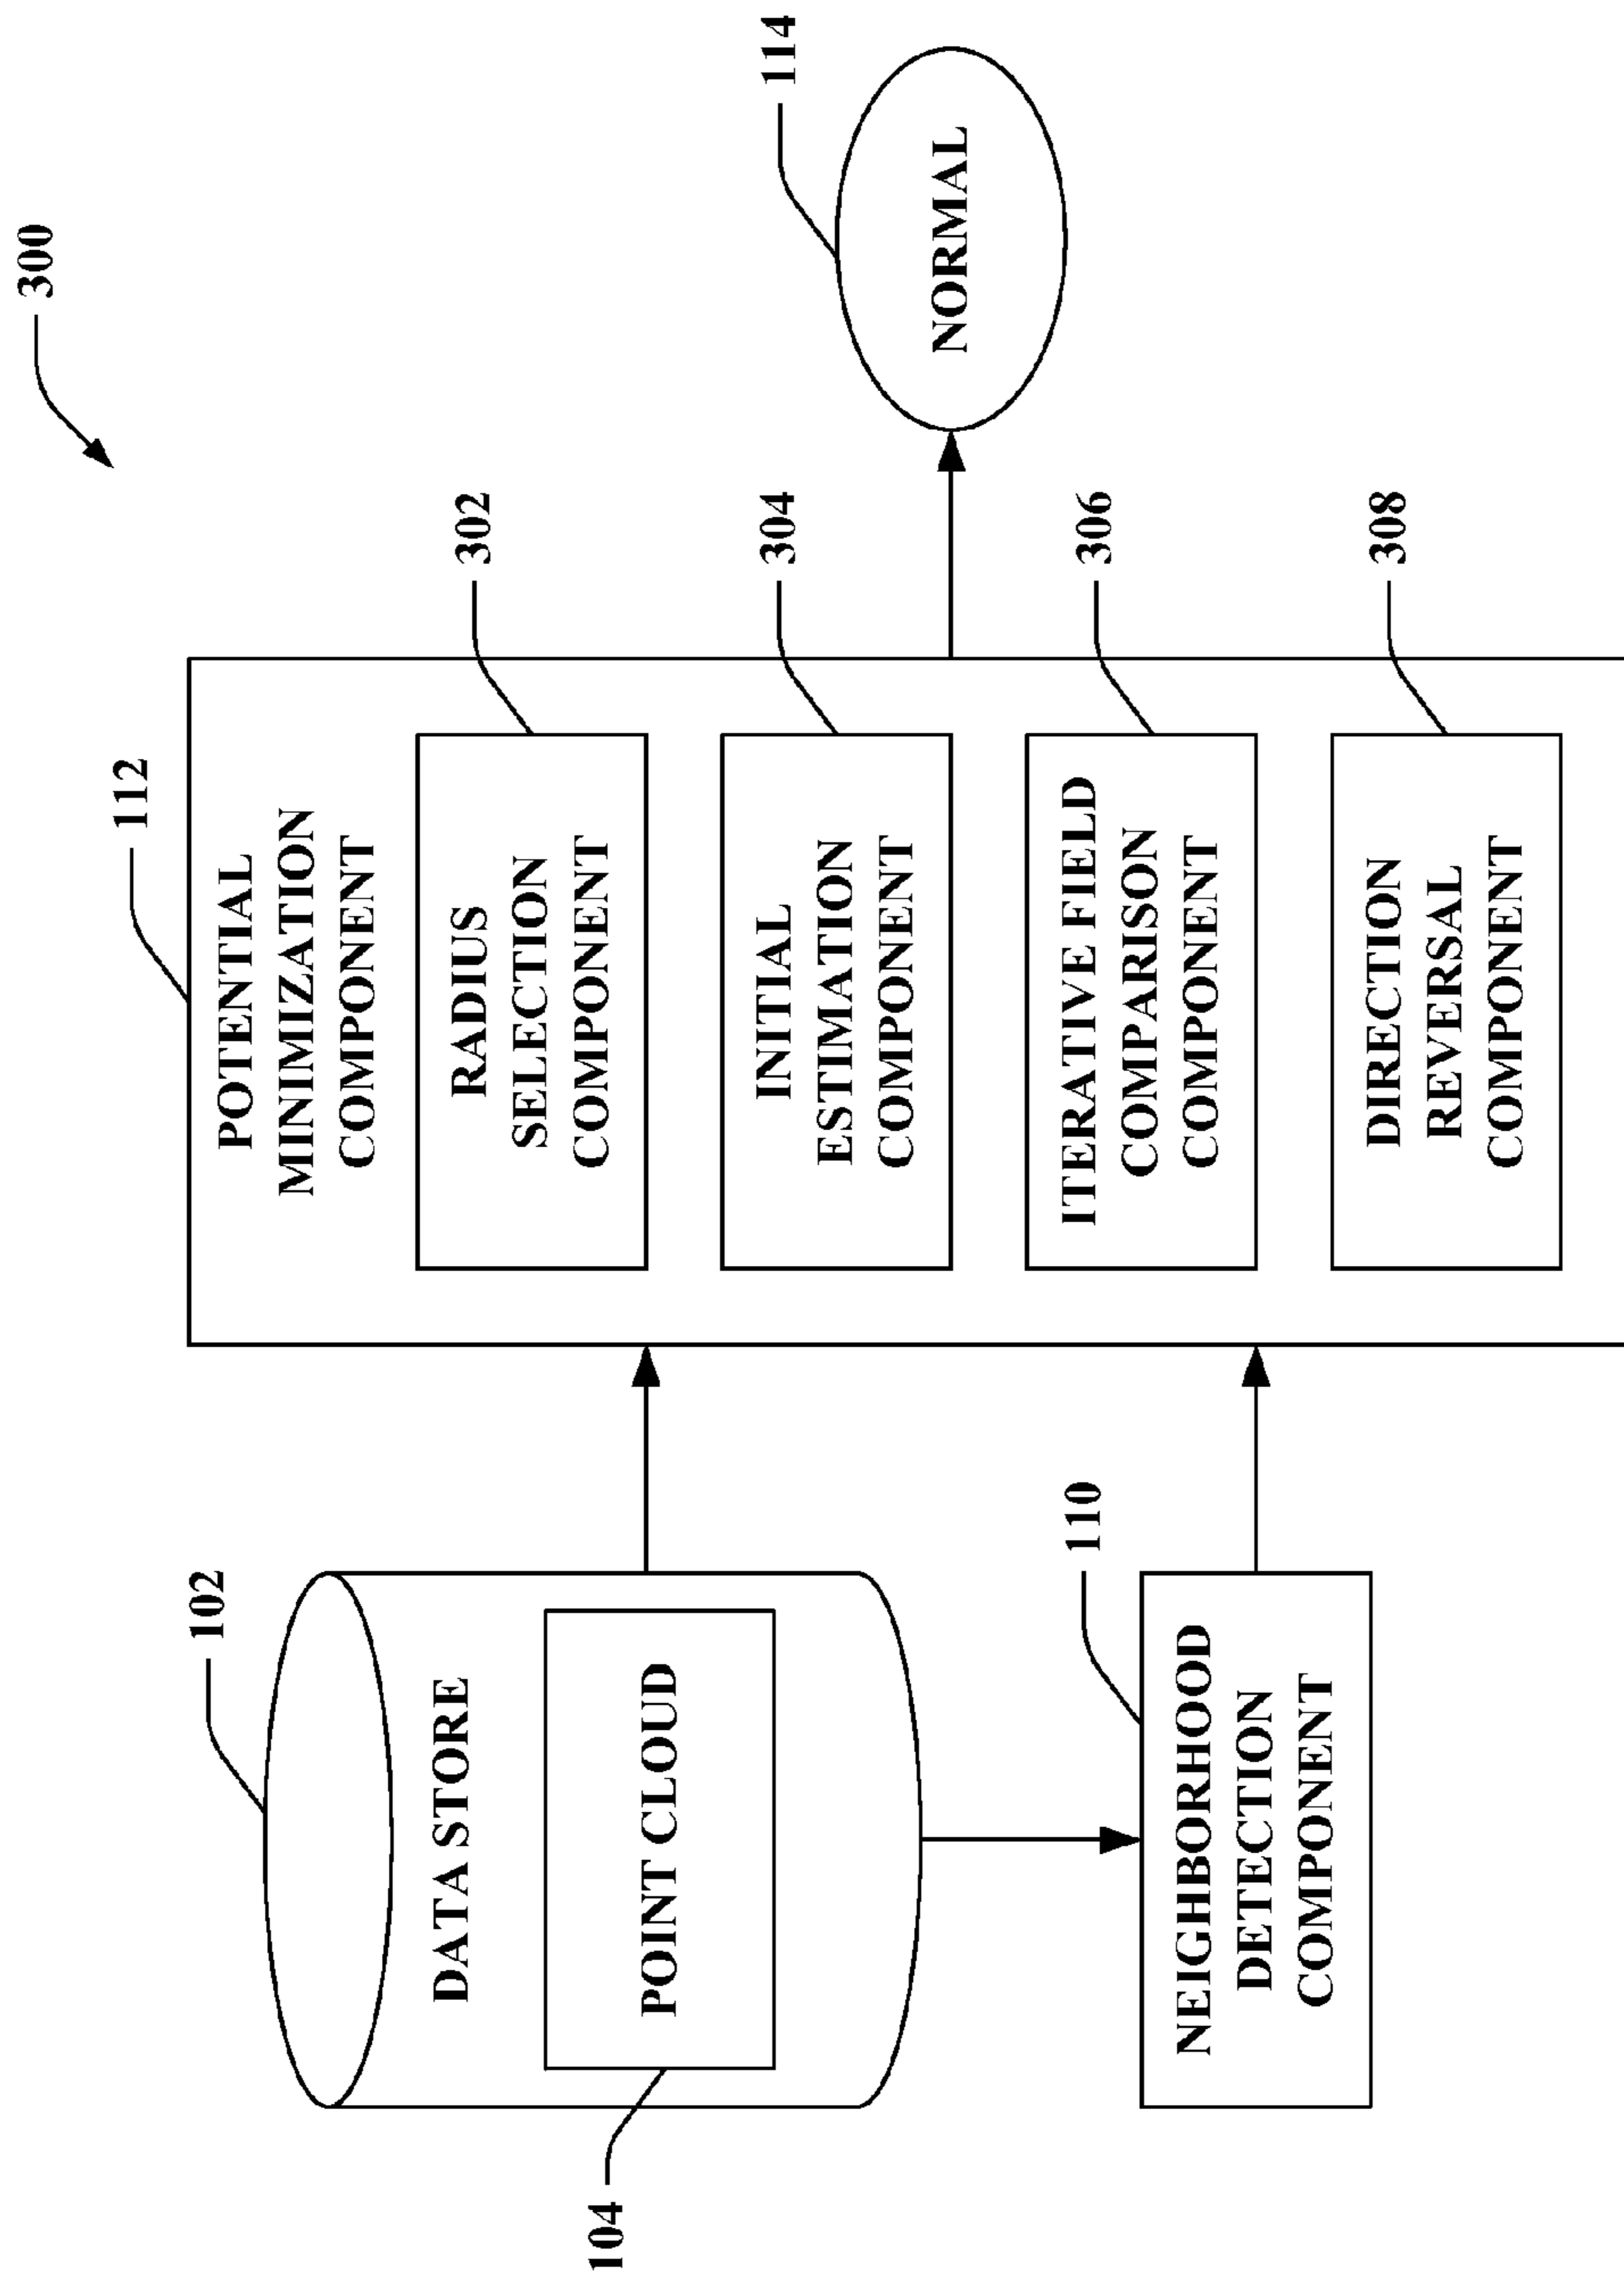 300
112
POTENTIAL
MINIMIZATION
COMPONENT
302
RADIUS
SELECTION
COMPONENT
304
INITIAL
ESTIMATION
COMPONENT
306
ITERATIVE FIELD
COMPARISON
COMPONENT
308
DIRECTION
REVERSAL
COMPONENT
102
DATA STORE
104
POINT CLOUD
110
NEIGHBORHOOD
DETECTION
COMPONENT
114
NORMAL